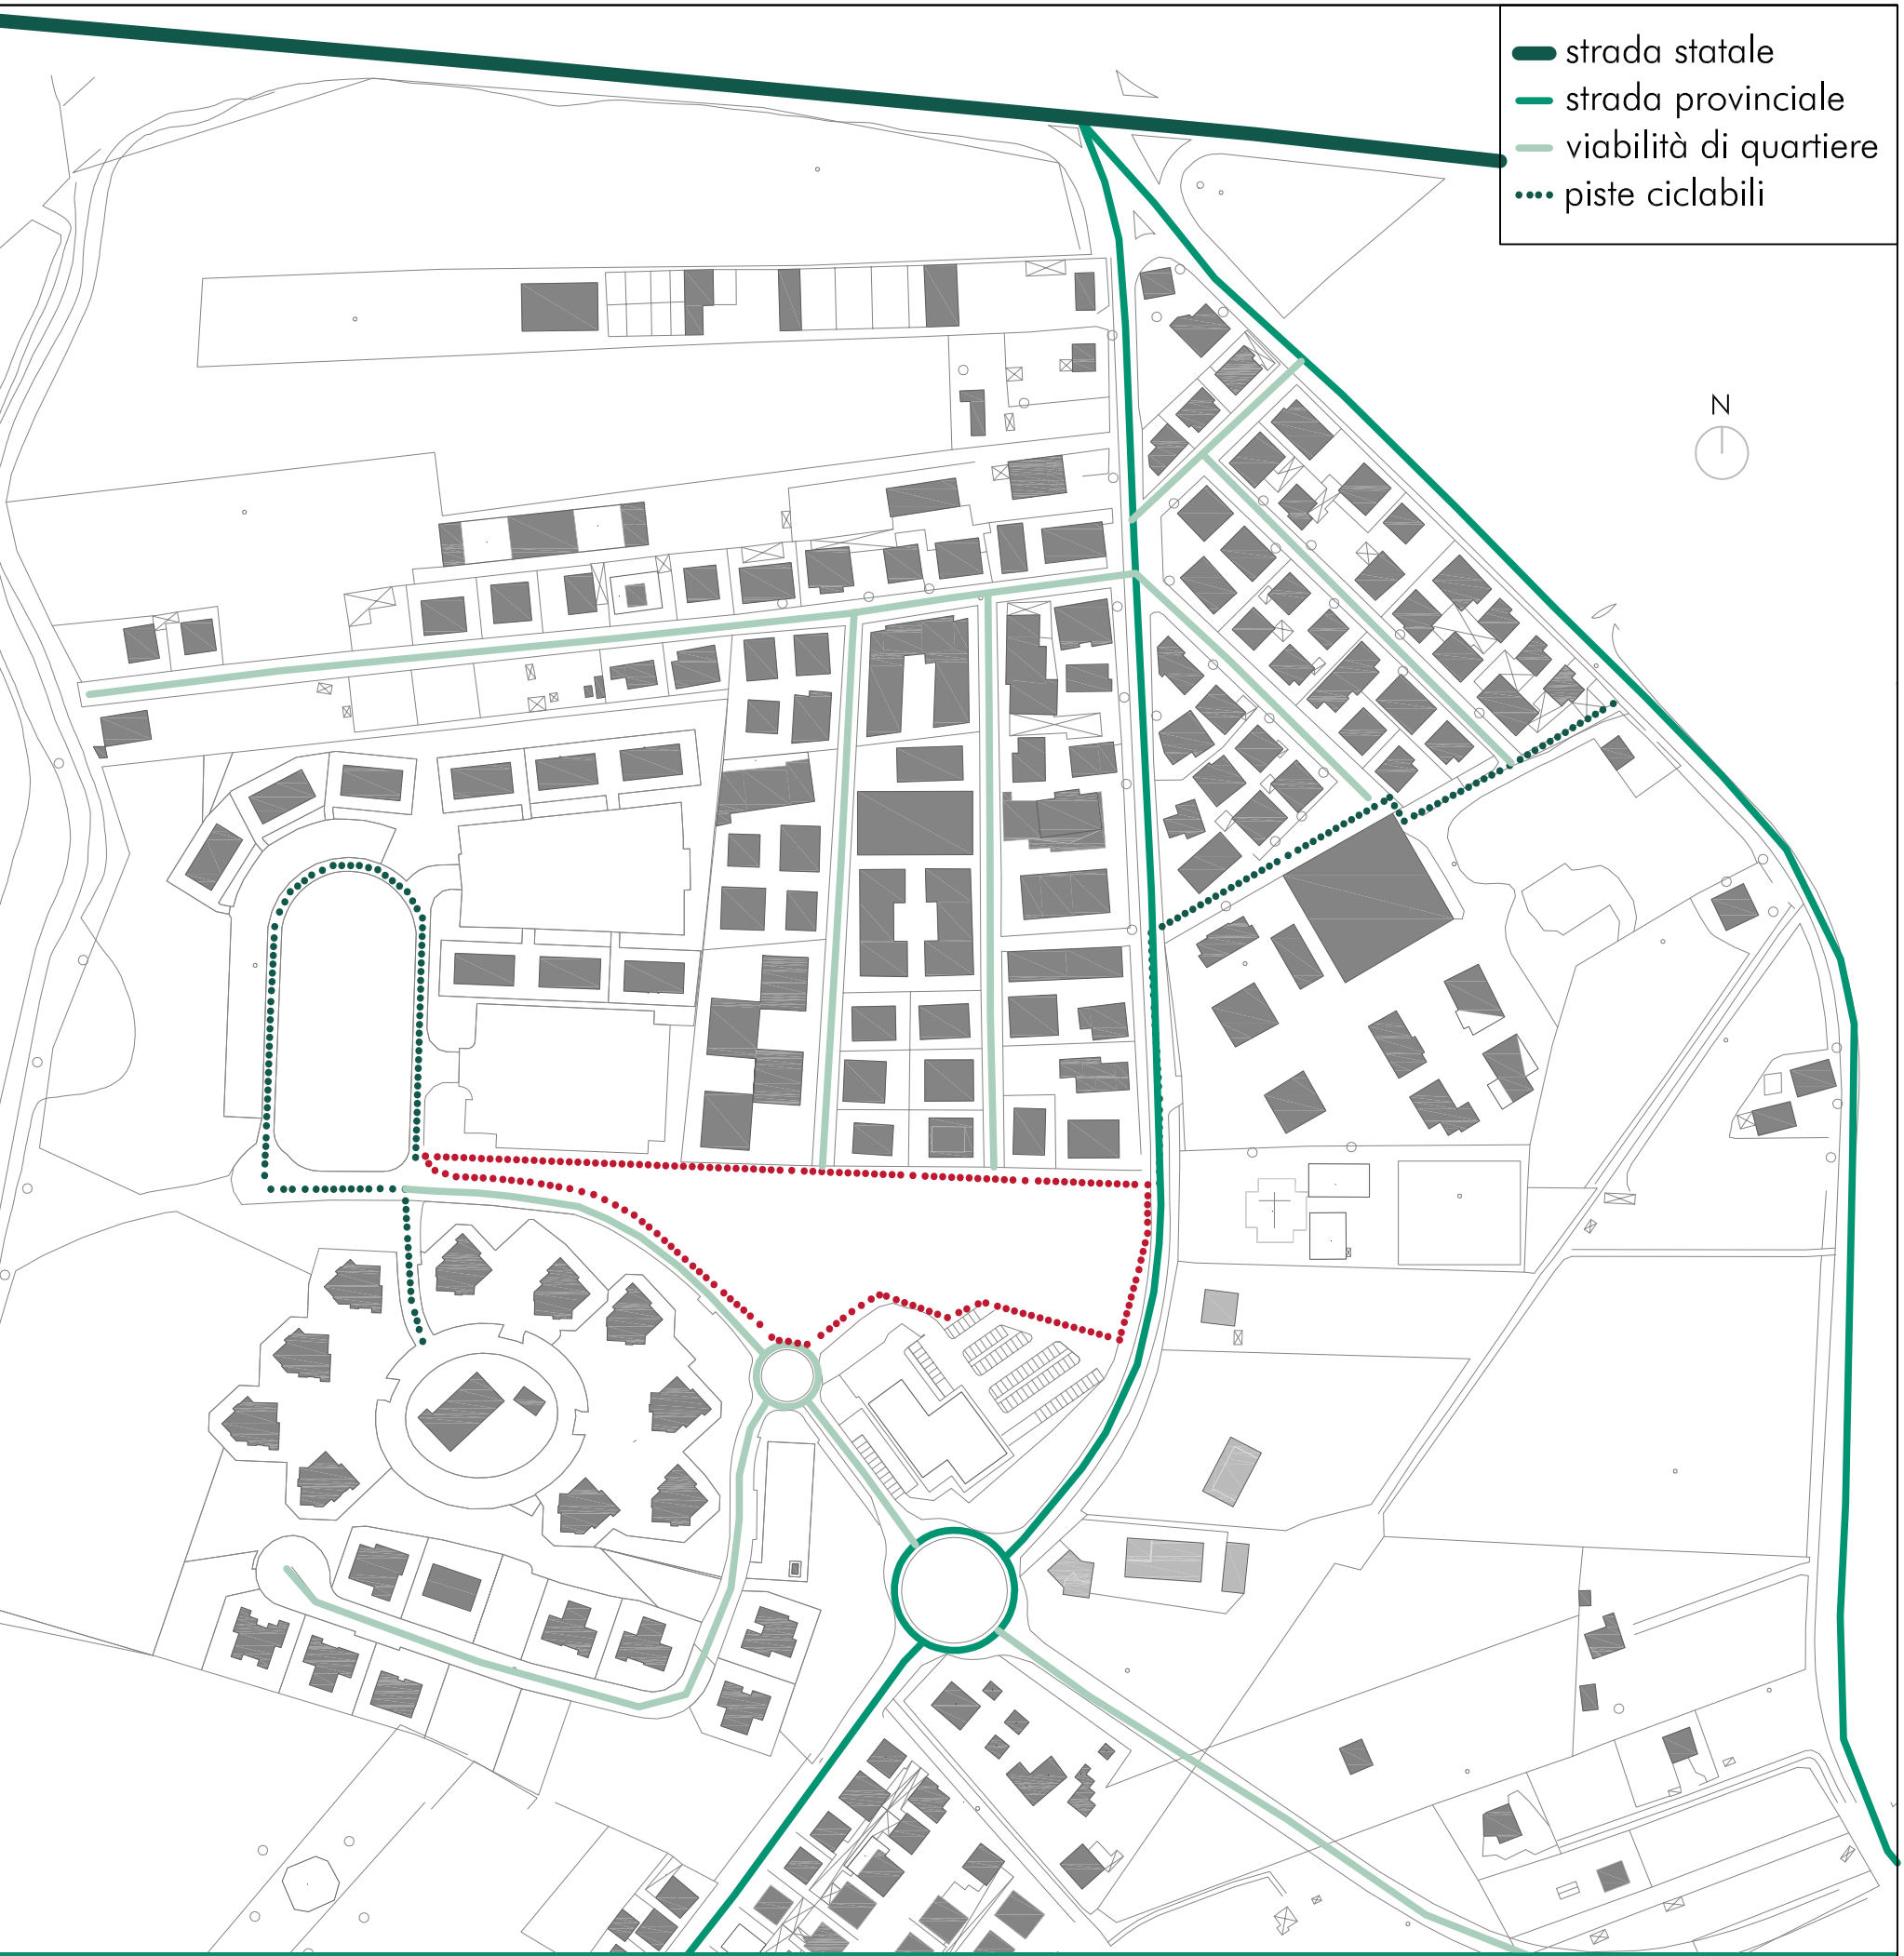 strada statale
strada provinciale
viabilità di quartiere
piste ciclabili
N